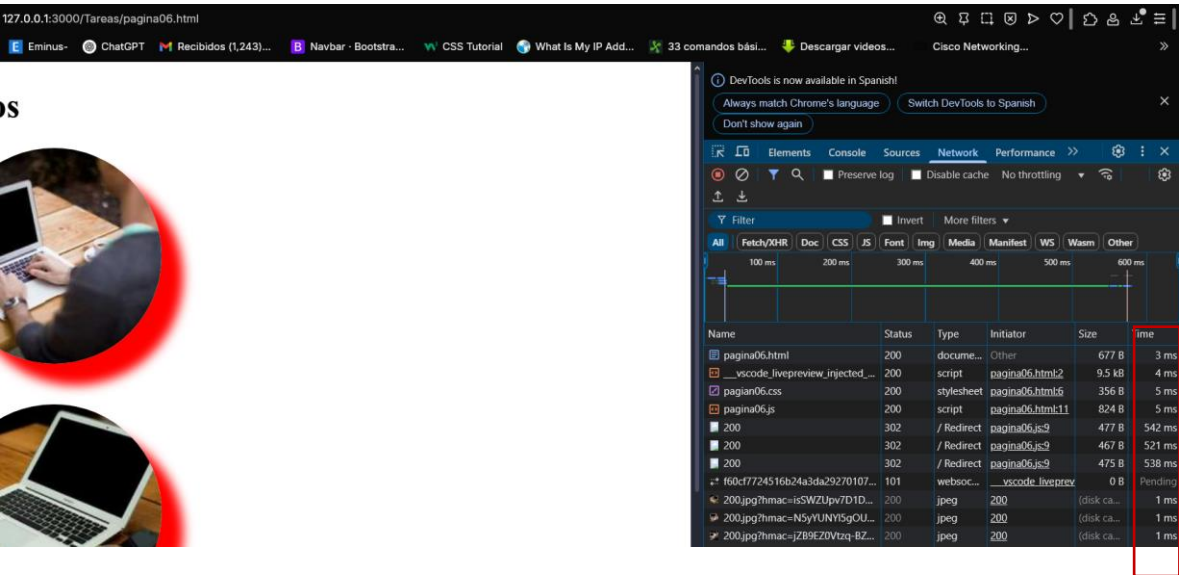 127.0.0.1:3000/Tareas/pagina06.html
Eminus- ChatGPT Recibidos (1,243)... Navbar · Bootstra... CSS Tutorial What Is My IP Add... 33 comandos bási... Descargar videos... Cisco Networking... »
os
DevTools is now available in Spanish!
Always match Chrome's language Switch DevTools to Spanish
Don't show again
Elements Console Sources Network Performance »
Preserve log Disable cache No throttling
Filter Invert More filters
All Fetch/XHR Doc CSS JS Font Img Media Manifest WS Wasm Other
100 ms 200 ms 300 ms 400 ms 500 ms 600 ms
Name Status Type Initiator Size Time
pagina06.html 200 docume... Other 677 B 3 ms
___vscode_livepreview_injected_... 200 script pagina06.html:2 9.5 kB 4 ms
pagian06.css 200 stylesheet pagina06.html:6 356 B 5 ms
pagina06.js 200 script pagina06.html:11 824 B 5 ms
200 302 / Redirect pagina06.js:9 477 B 542 ms
200 302 / Redirect pagina06.js:9 467 B 521 ms
200 302 / Redirect pagina06.js:9 475 B 538 ms
f60cf7724516b24a3da29270107... 101 websoc... ___vscode_liveprev 0 B Pending
200.jpg?hmac=isSWZUpv7D1D... 200 jpeg 200 (disk ca... 1 ms
200.jpg?hmac=N5yYUNYl5gOU... 200 jpeg 200 (disk ca... 1 ms
200.jpg?hmac=jZB9EZ0Vtzq-BZ... 200 jpeg 200 (disk ca... 1 ms